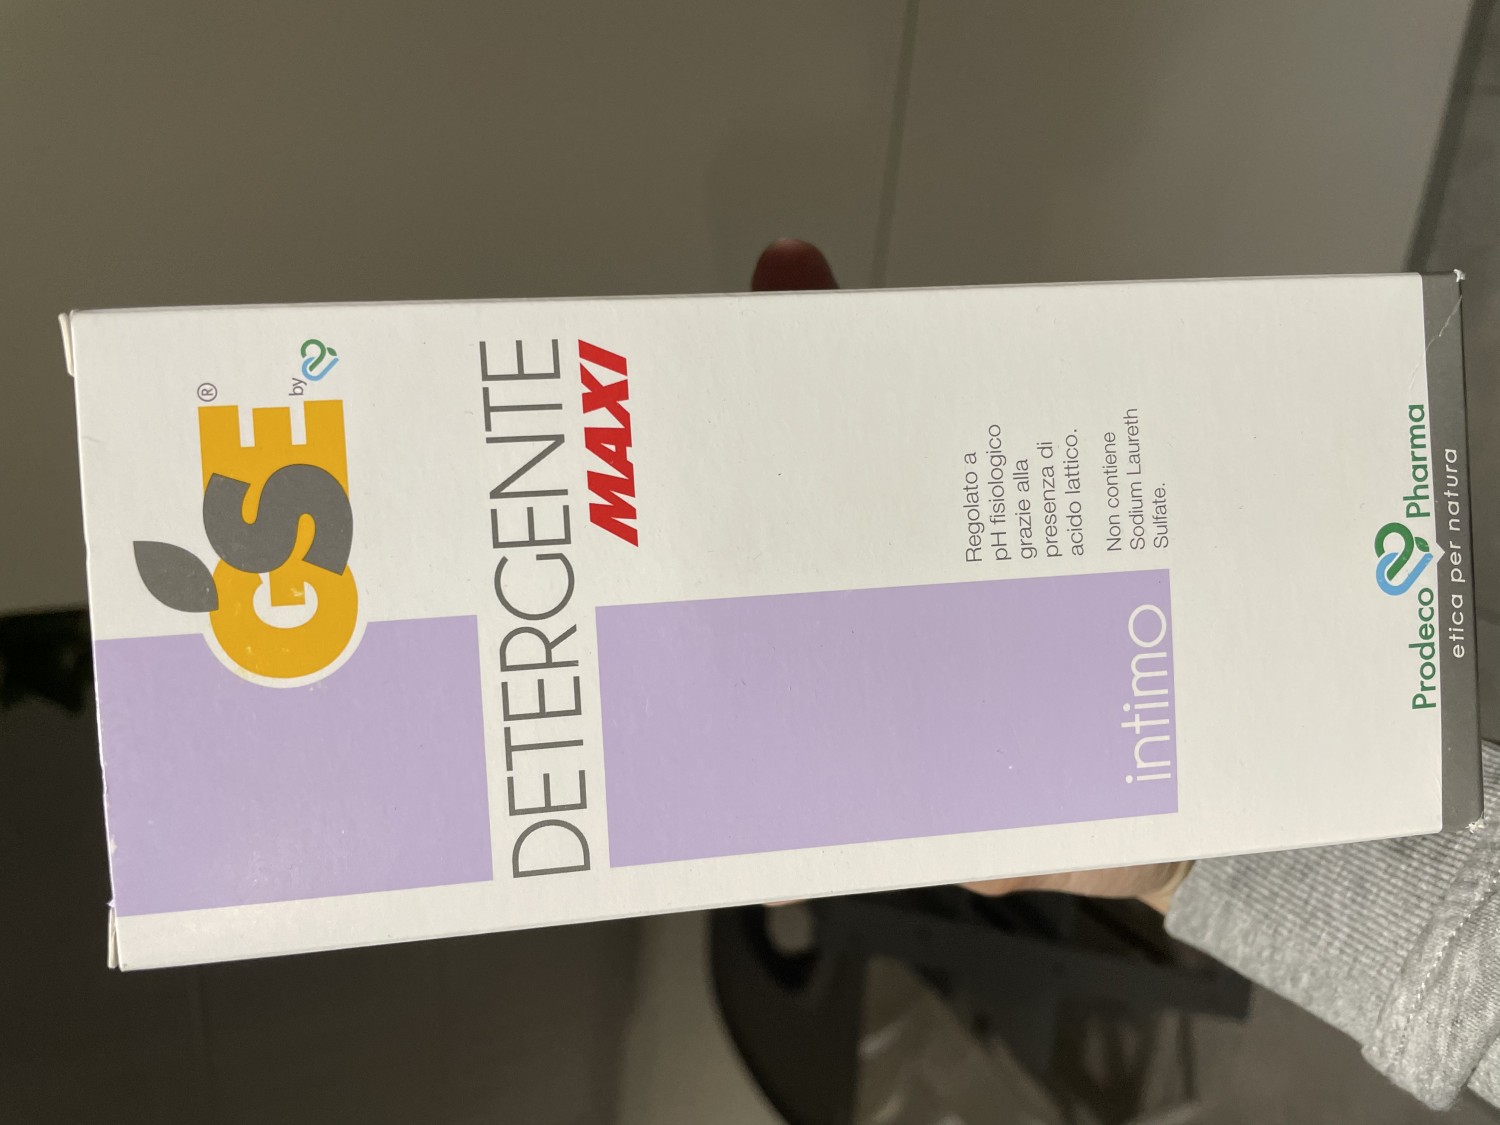 GSE®
by
DETERGENTE
MAXI
Regolato a
pH fisiologico
grazie alla
presenza di
acido lattico.
Non contiene
Sodium Laureth
Sulfate.
intimo
Prodeco Pharma
etica per natura